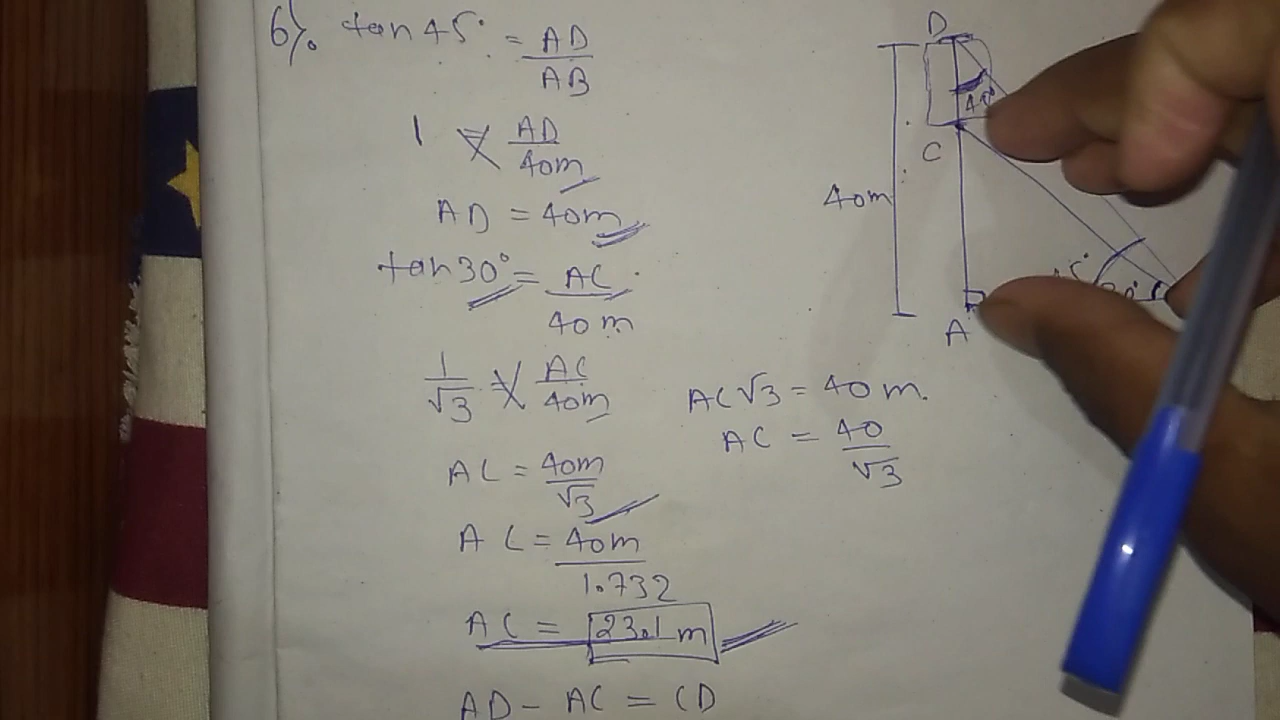 6). tan 45° = AD/AB
1 = AD/40m
AD = 40m
tan 30° = AC/40m
1/√3 = AC/40m
AC = 40m/√3
AC = 40m/1.732
AC = 23.1 m
AD - AC = CD
AC√3 = 40 m.
AC = 40/√3
D
C
40m
A